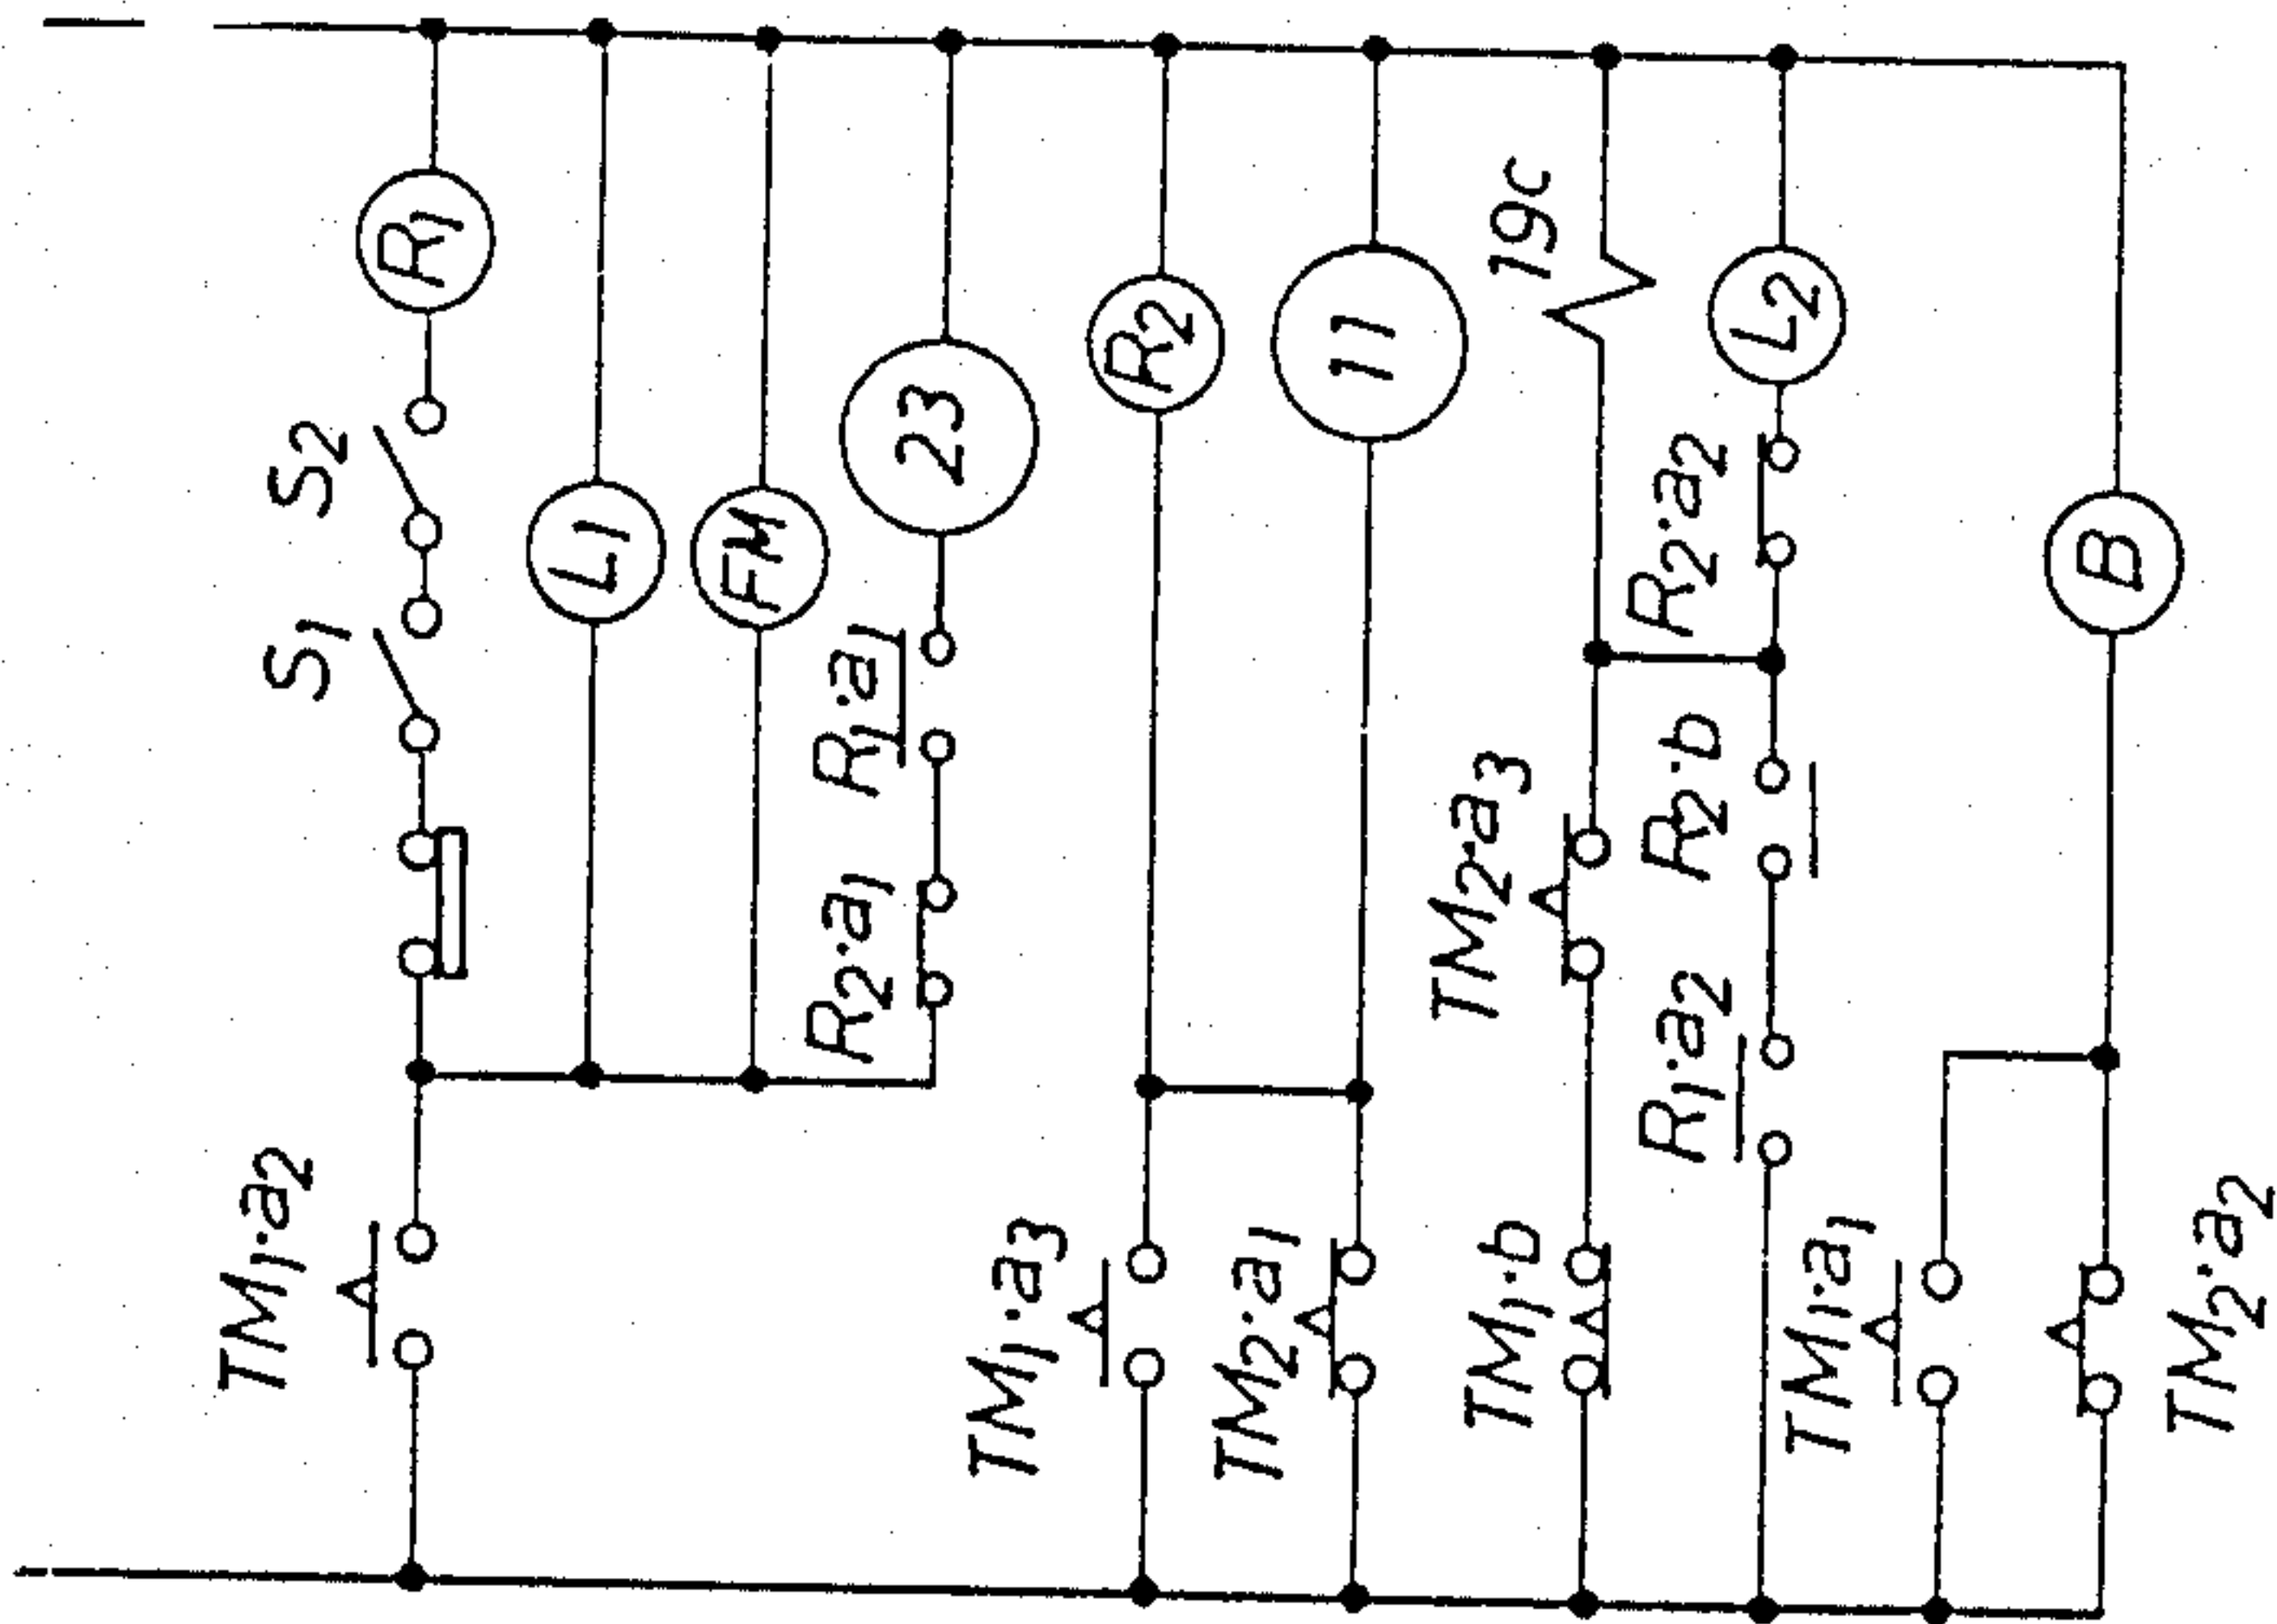 TM1·a2
S1
S2
R1
L1
FM
R2·a1
R1·a1
23
TM1·a3
R2
TM2·a1
11
TM1·b
TM2·a3
19c
R1·a2
R2·b
R2·a2
L2
TM1·a1
TM2·a2
B